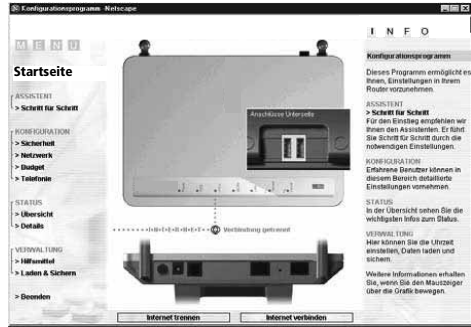 Konfigurationsprogramm - Netscape
MENU
Startseite
ASSISTENT
> Schritt für Schritt
KONFIGURATION
> Sicherheit
> Netzwerk
> Budget
> Telefonie
STATUS
> Übersicht
> Details
VERWALTUNG
> Hilfsmittel
> Laden & Sichern
> Beenden
Anschlüsse Unterseite
INTERNET
Verbindung getrennt
Internet trennen
Internet verbinden
INFO
Konfigurationsprogramm
Dieses Programm ermöglicht es
Ihnen, Einstellungen in Ihrem
Router vorzunehmen.
ASSISTENT
> Schritt für Schritt
Für den Einstieg empfehlen wir
Ihnen den Assistenten. Er führt
Sie Schritt für Schritt durch die
notwendigen Einstellungen.
KONFIGURATION
Erfahrene Benutzer können in
diesem Bereich detaillierte
Einstellungen vornehmen.
STATUS
In der Übersicht sehen Sie die
wichtigsten Infos zum Status.
VERWALTUNG
Hier können Sie die Uhrzeit
einstellen, Daten laden und
sichern.
Weitere Informationen erhalten
Sie, wenn Sie den Mauszeiger
über die Grafik bewegen.